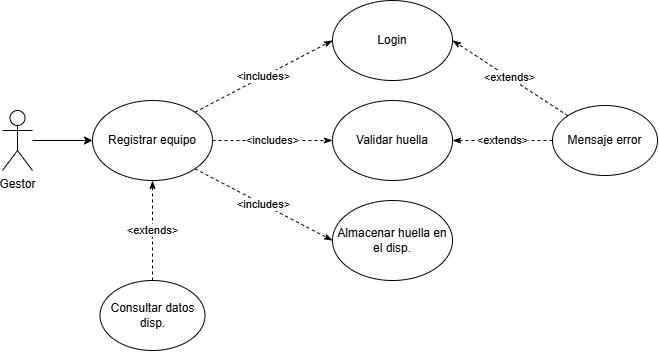 Login
<includes>
<extends>
Registrar equipo
<includes>
Validar huella
<extends>
Mensaje error
Gestor
<includes>
<extends>
Almacenar huella en
el disp.
Consultar datos
disp.